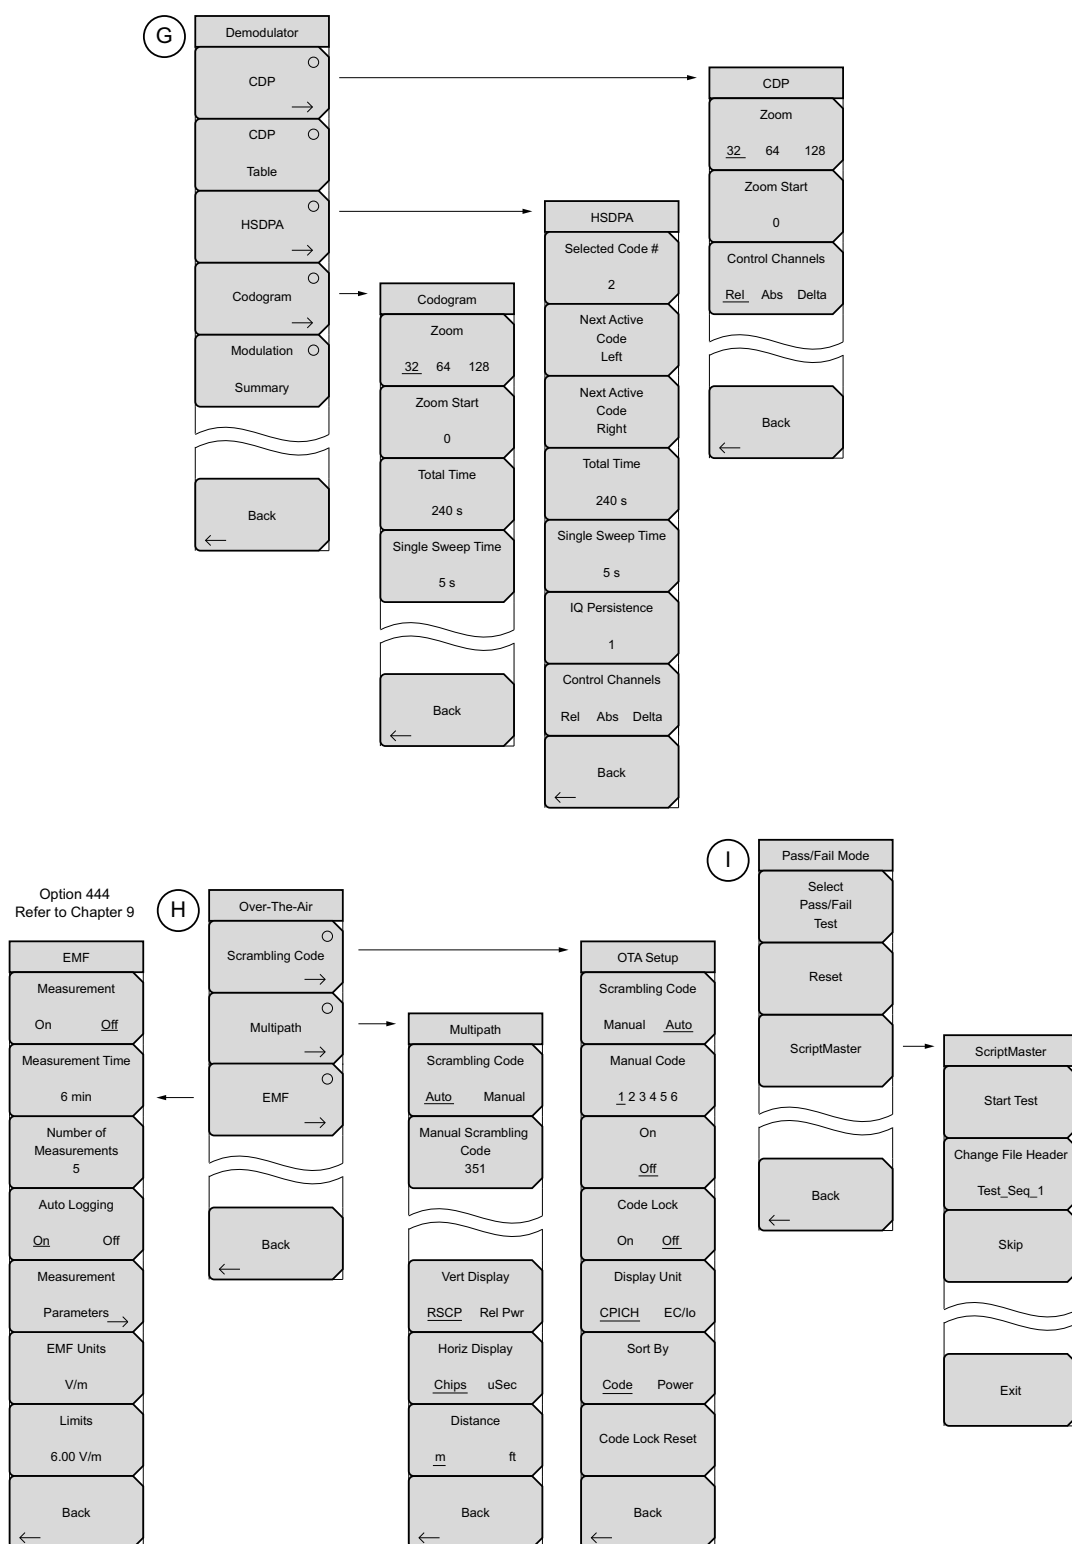 G
Demodulator
CDP
CDP
Table
HSDPA
Codogram
Modulation
Summary
Back
Codogram
Zoom
32 64 128
Zoom Start
0
Total Time
240 s
Single Sweep Time
5 s
Back
HSDPA
Selected Code #
2
Next Active
Code
Left
Next Active
Code
Right
Total Time
240 s
Single Sweep Time
5 s
IQ Persistence
1
Control Channels
Rel Abs Delta
Back
CDP
Zoom
32 64 128
Zoom Start
0
Control Channels
Rel Abs Delta
Back
Option 444
Refer to Chapter 9
EMF
Measurement
On Off
Measurement Time
6 min
Number of
Measurements
5
Auto Logging
On Off
Measurement
Parameters
EMF Units
V/m
Limits
6.00 V/m
Back
H
Over-The-Air
Scrambling Code
Multipath
EMF
Back
Multipath
Scrambling Code
Auto Manual
Manual Scrambling
Code
351
Vert Display
RSCP Rel Pwr
Horiz Display
Chips uSec
Distance
m ft
Back
OTA Setup
Scrambling Code
Manual Auto
Manual Code
1 2 3 4 5 6
On
Off
Code Lock
On Off
Display Unit
CPICH EC/Io
Sort By
Code Power
Code Lock Reset
Back
I
Pass/Fail Mode
Select
Pass/Fail
Test
Reset
ScriptMaster
Back
ScriptMaster
Start Test
Change File Header
Test_Seq_1
Skip
Exit